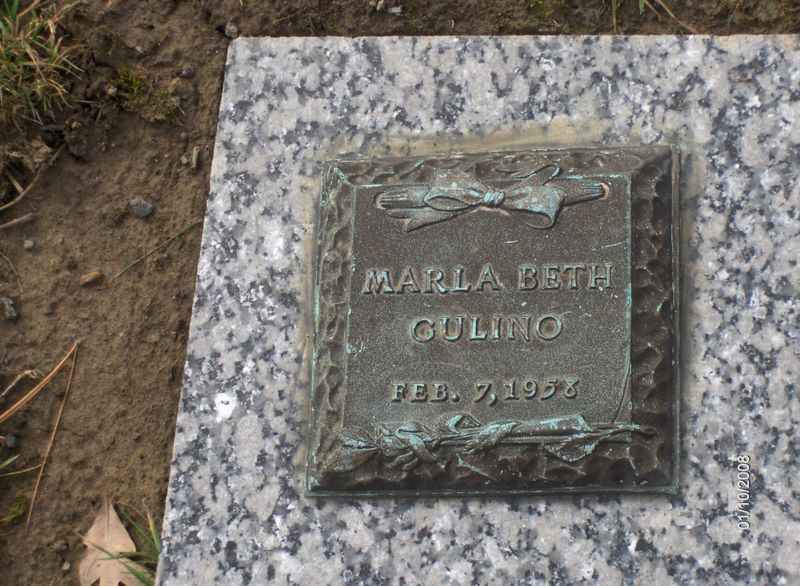 MARLA BETH
GULINO
FEB. 7, 1958
01/10/2008